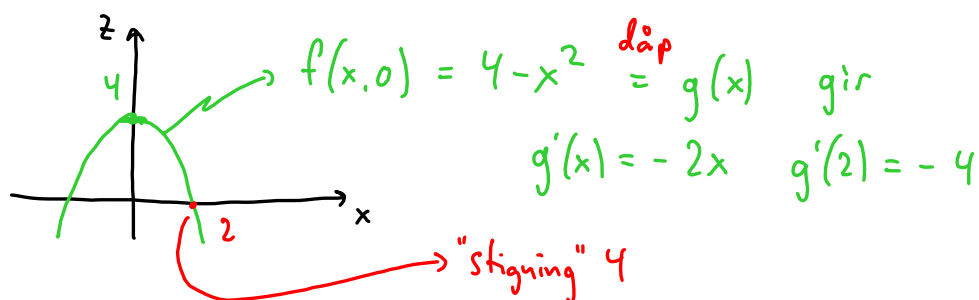 z
4
f(x,0) = 4-x² dåp = g(x) gir
g'(x) = -2x g'(2) = -4
x
2
"stigning" 4